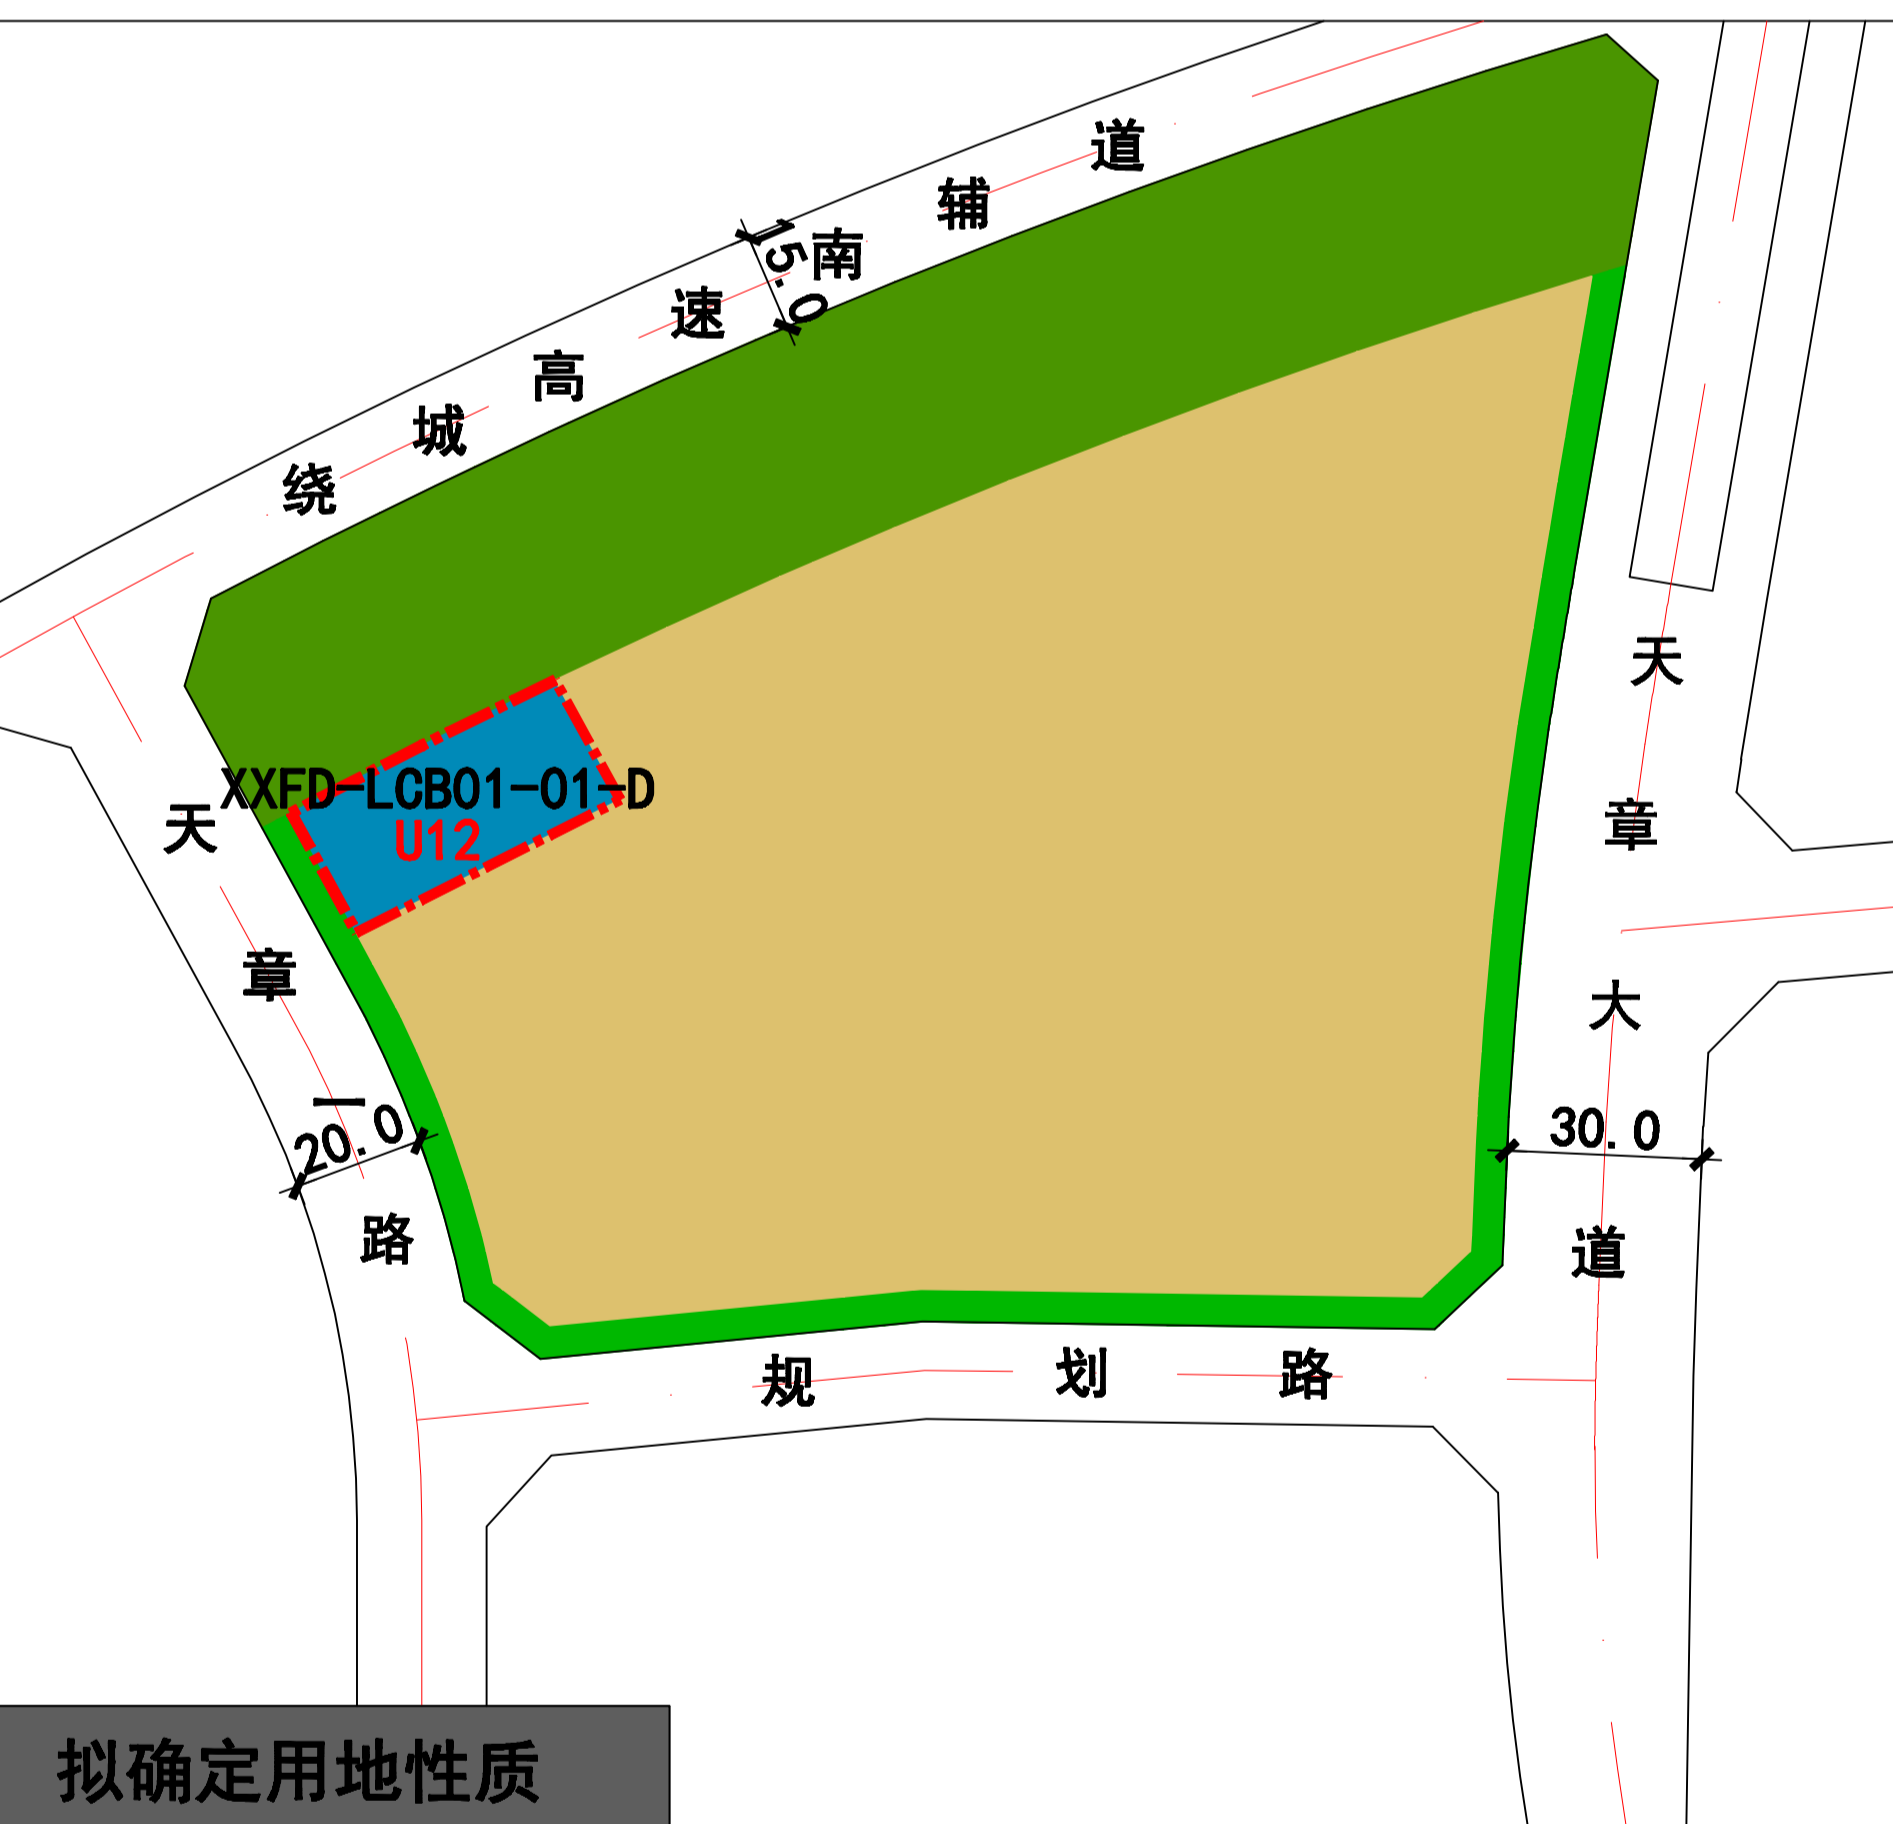 绕城高速南辅道
15.0
XXFD-LCB01-01-D
U12
天章一路
20.0
天章大道
30.0
规划路
拟确定用地性质